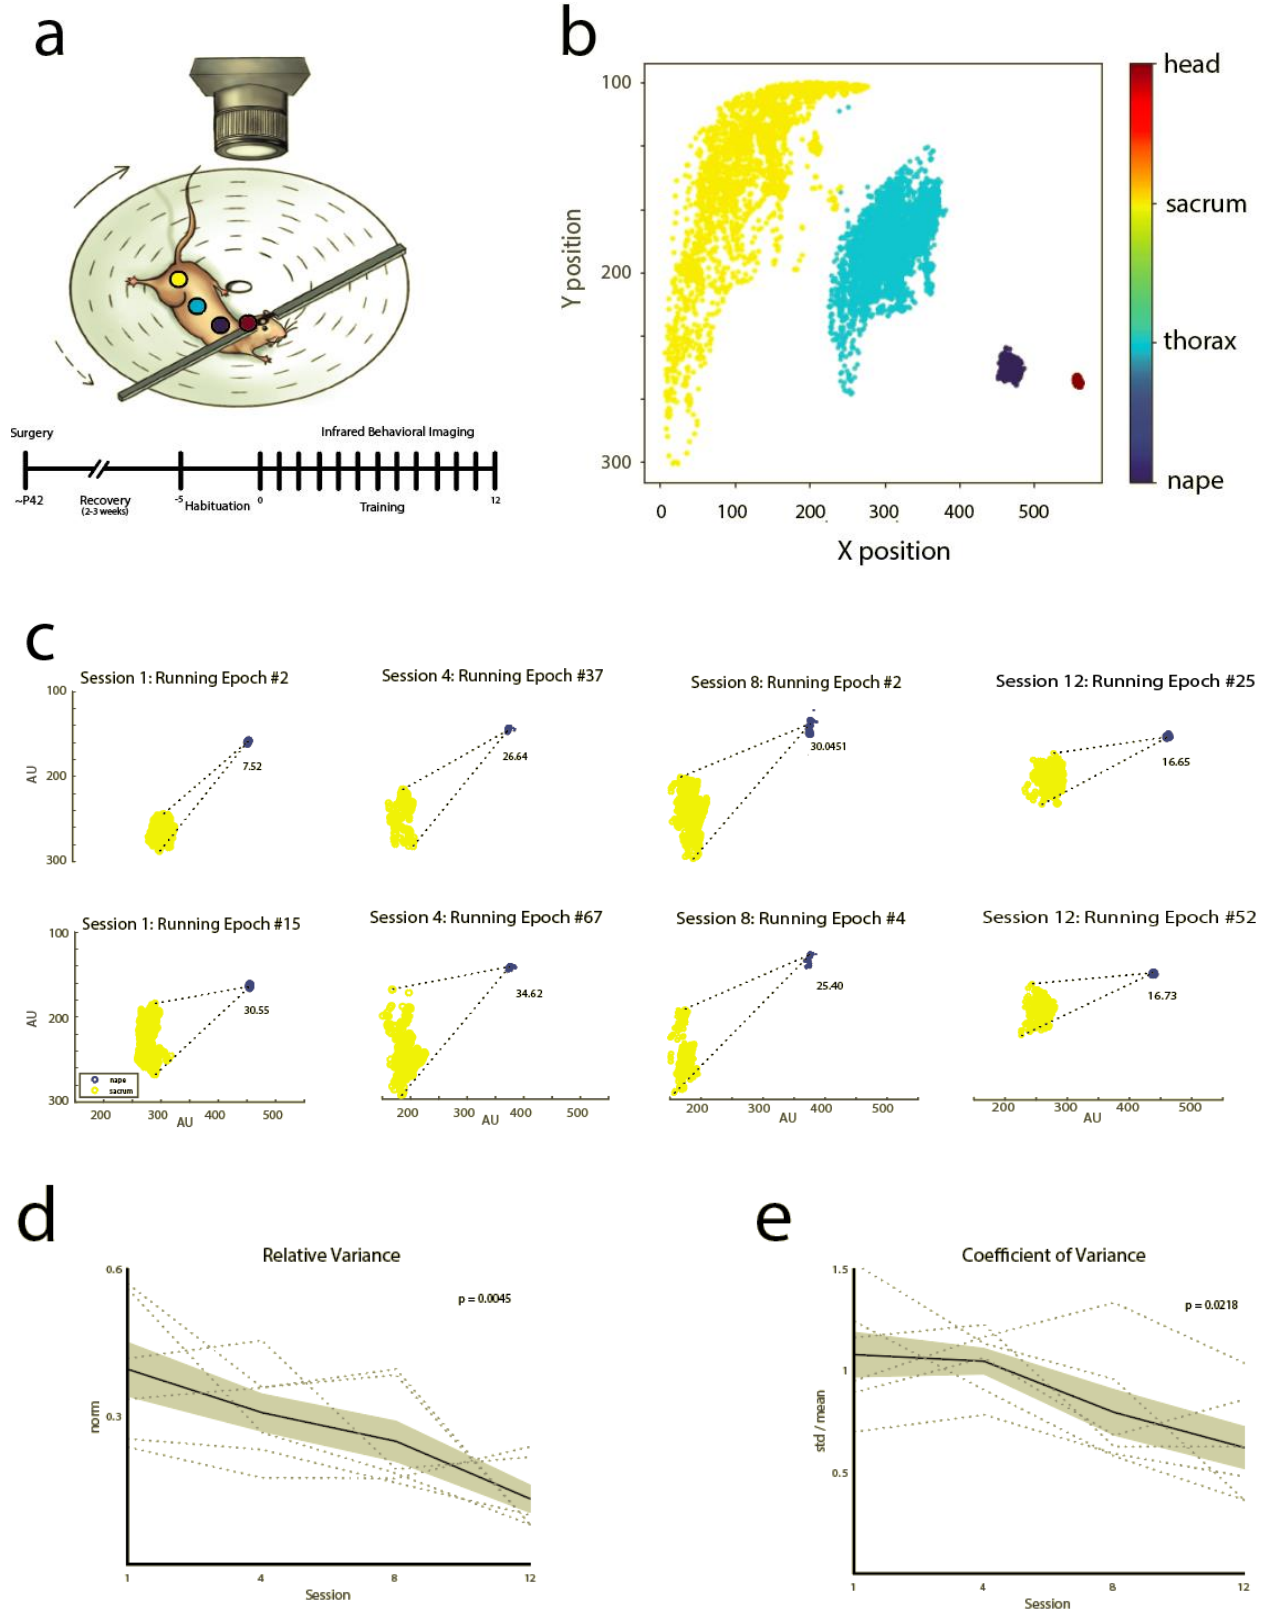 a
Surgery
Infrared Behavioral Imaging
~P42
Recovery
(2-3 weeks)
-5
Habituation
0
Training
12
b
100
200
300
Y position
0
100
200
300
400
500
X position
head
sacrum
thorax
nape
c
Session 1: Running Epoch #2
100
200
300
AU
7.52
Session 4: Running Epoch #37
26.64
Session 8: Running Epoch #2
30.0451
Session 12: Running Epoch #25
16.65
Session 1: Running Epoch #15
100
200
300
AU
30.55
nape
sacrum
200
300
400
500
AU
Session 4: Running Epoch #67
34.62
200
300
400
500
AU
Session 8: Running Epoch #4
25.40
200
300
400
500
AU
Session 12: Running Epoch #52
16.73
200
300
400
500
AU
d
Relative Variance
0.6
0.3
norm
p = 0.0045
1
4
8
12
Session
e
Coefficient of Variance
1.5
1
0.5
std / mean
p = 0.0218
1
4
8
12
Session